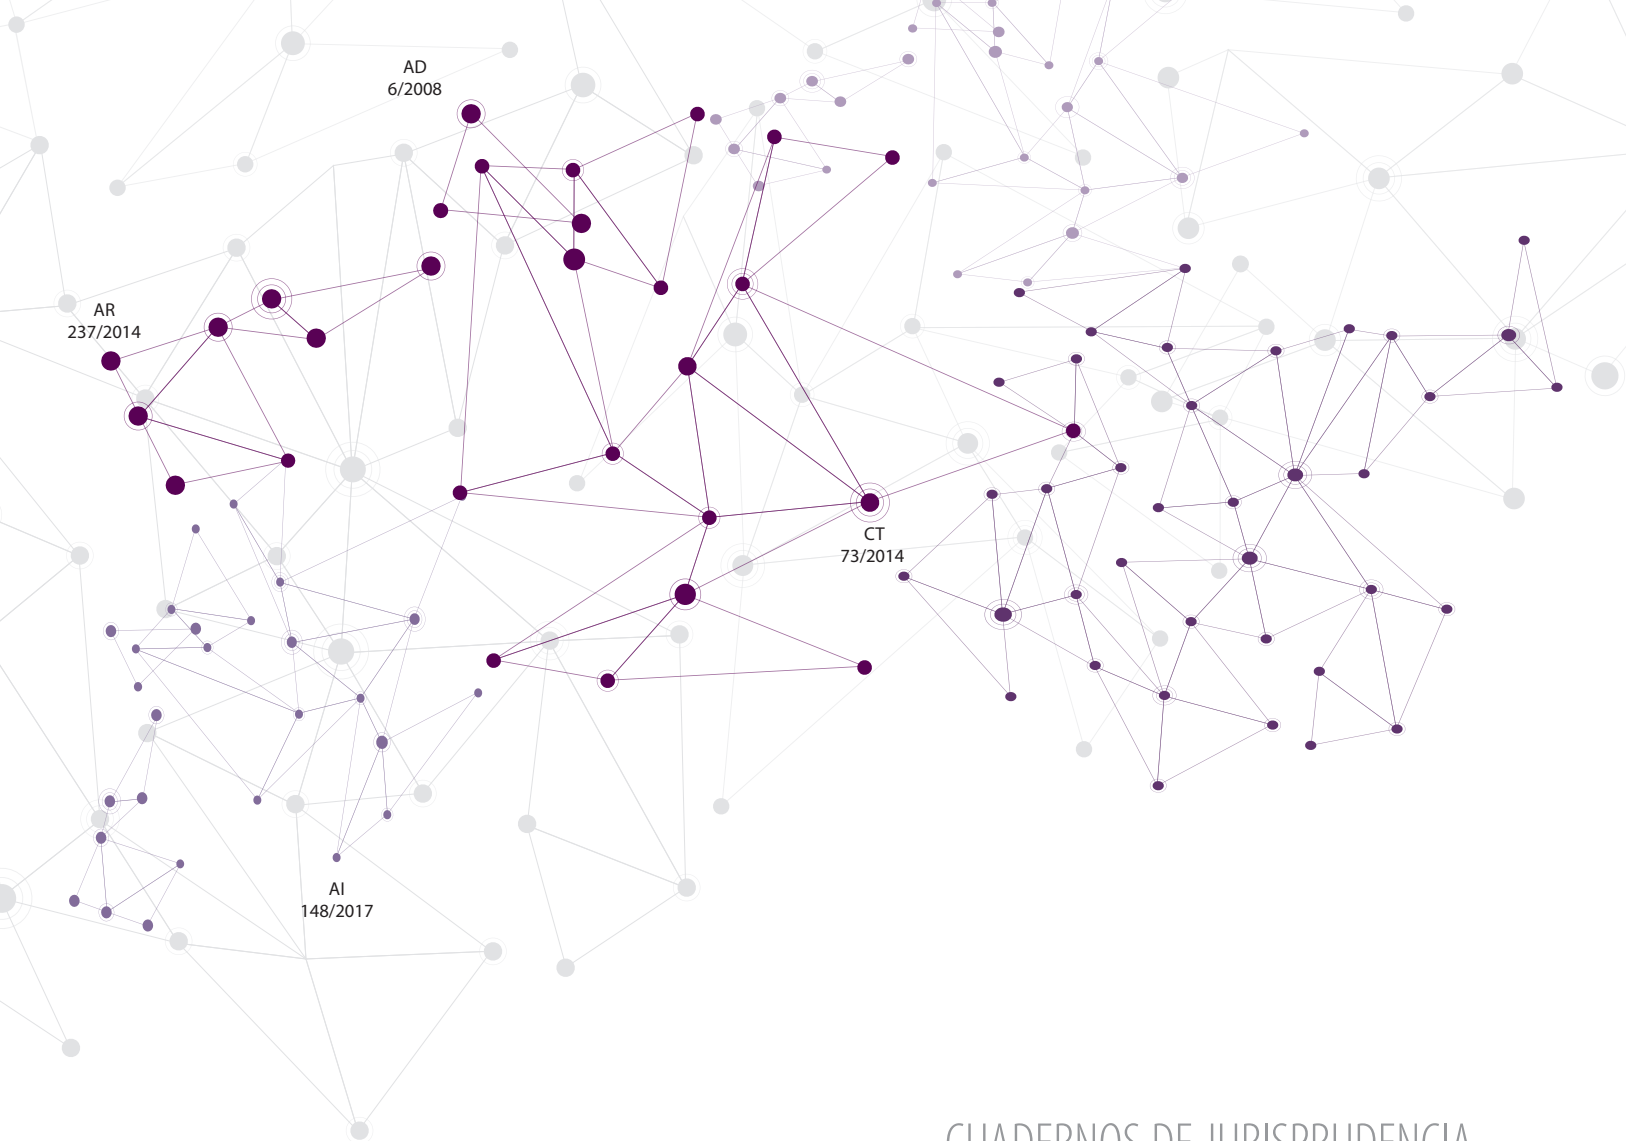 AD
6/2008
AR
237/2014
CT
73/2014
AI
148/2017
CUADERNOS DE JURISPRUDENCIA